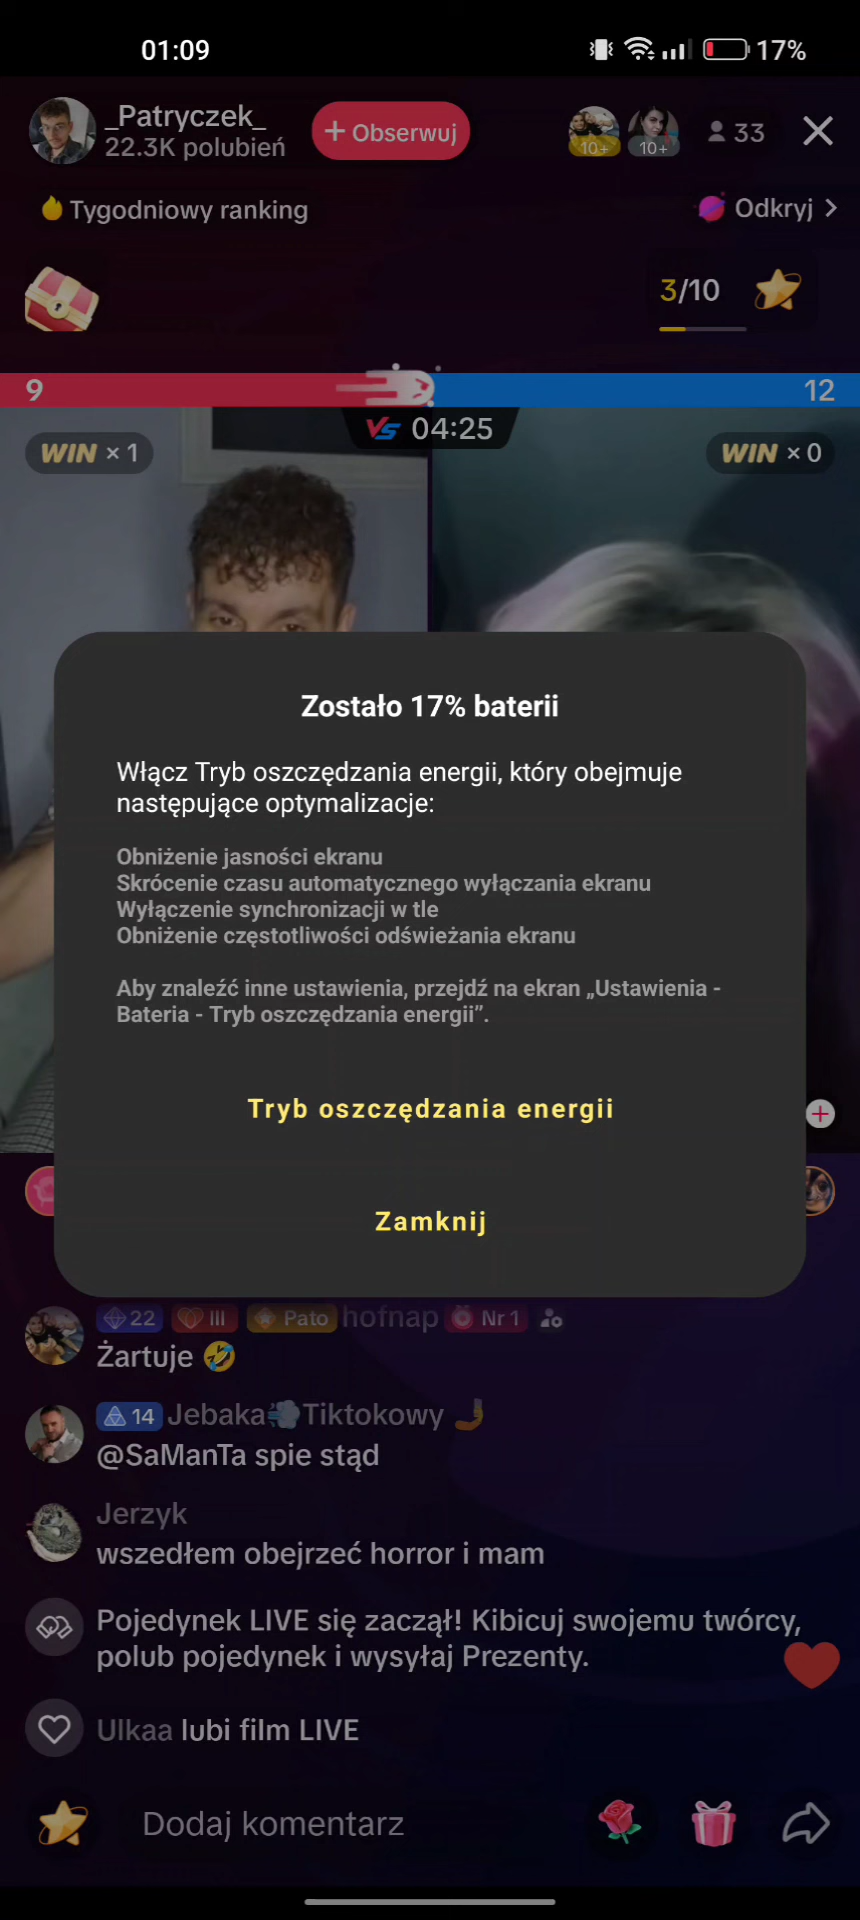 01:09
17%
_Patryczek_
22.3K polubień
+ Obserwuj
10+
10+
33
Tygodniowy ranking
Odkryj >
3/10
9
12
VS 04:25
WIN × 1
WIN × 0
Zostało 17% baterii
Włącz Tryb oszczędzania energii, który obejmuje
następujące optymalizacje:
Obniżenie jasności ekranu
Skrócenie czasu automatycznego wyłączania ekranu
Wyłączenie synchronizacji w tle
Obniżenie częstotliwości odświeżania ekranu
Aby znaleźć inne ustawienia, przejdź na ekran „Ustawienia -
Bateria - Tryb oszczędzania energii”.
Tryb oszczędzania energii
Zamknij
22 III Pato hofnap Nr 1
Żartuje 🤣
14 Jebaka💨Tiktokowy 🤳
@SaManTa spie stąd
Jerzyk
wszedłem obejrzeć horror i mam
Pojedynek LIVE się zaczął! Kibicuj swojemu twórcy,
polub pojedynek i wysyłaj Prezenty.
Ulkaa lubi film LIVE
Dodaj komentarz